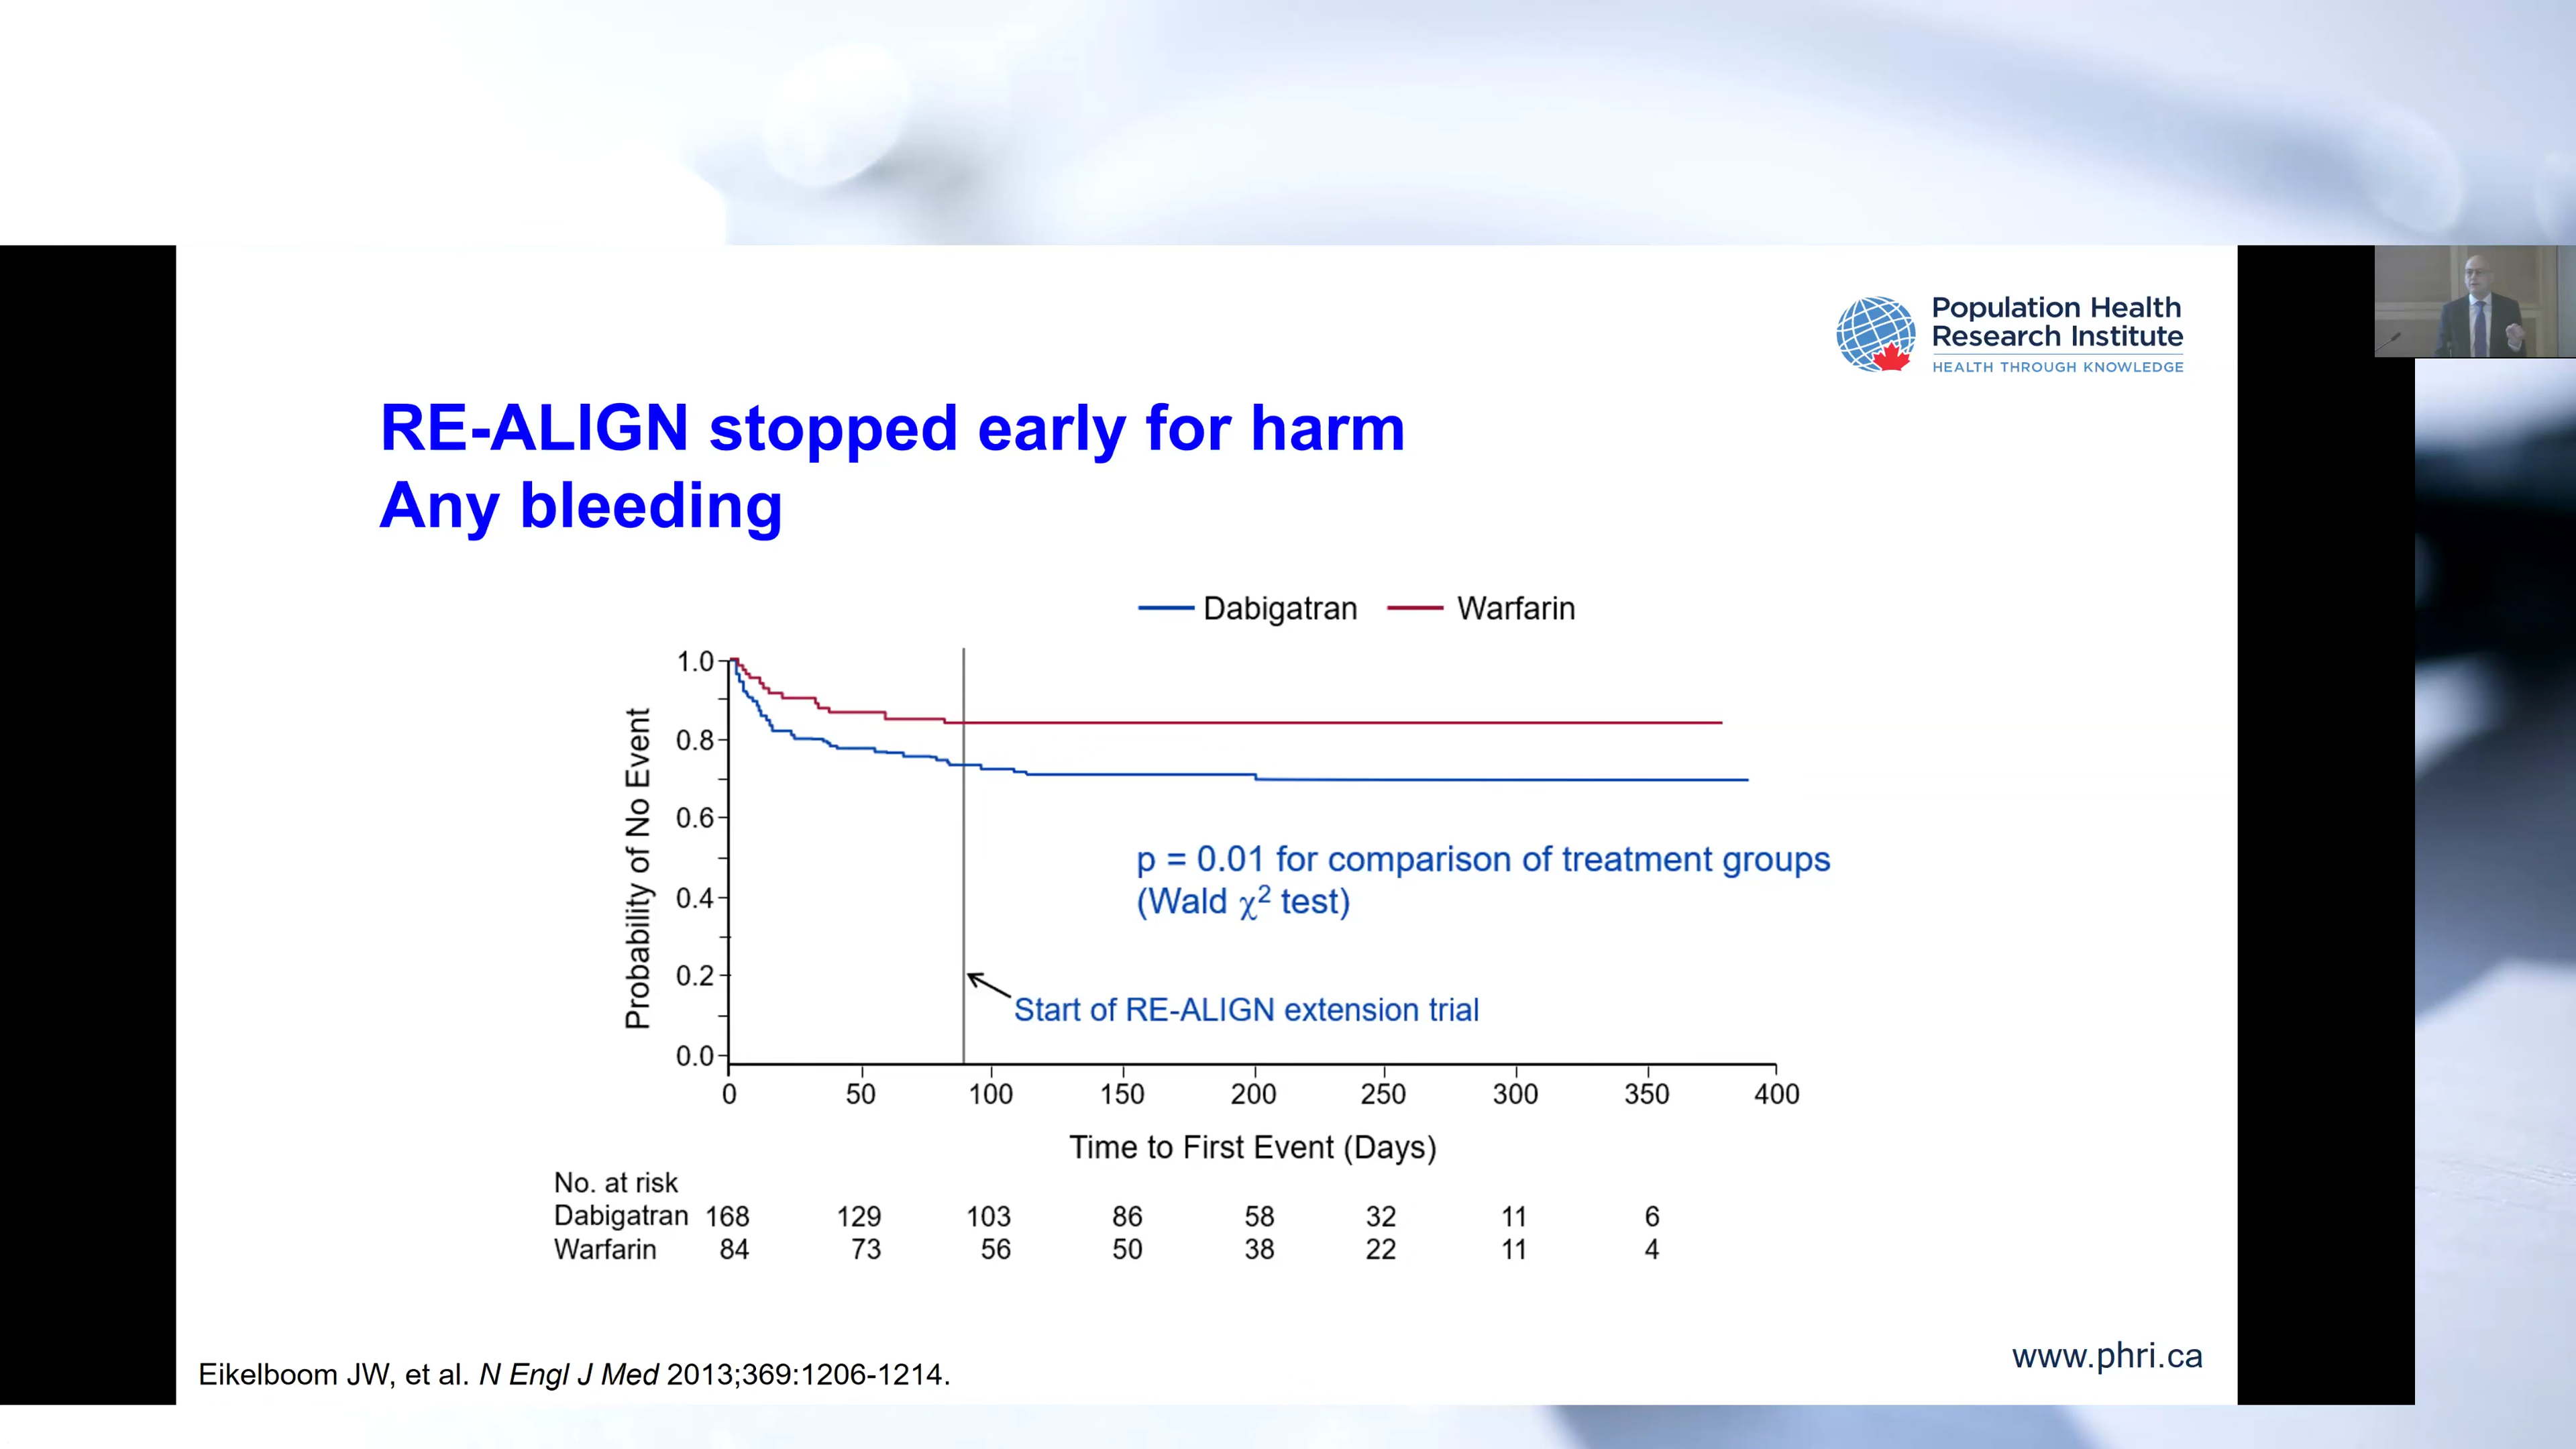 Population Health
Research Institute
HEALTH THROUGH KNOWLEDGE
RE-ALIGN stopped early for harm
Any bleeding
Dabigatran Warfarin
Probability of No Event
1.0
0.8
0.6
0.4
0.2
0.0
p = 0.01 for comparison of treatment groups
(Wald χ² test)
Start of RE-ALIGN extension trial
0 50 100 150 200 250 300 350 400
Time to First Event (Days)
No. at risk
Dabigatran 168 129 103 86 58 32 11 6
Warfarin 84 73 56 50 38 22 11 4
Eikelboom JW, et al. N Engl J Med 2013;369:1206-1214.
www.phri.ca